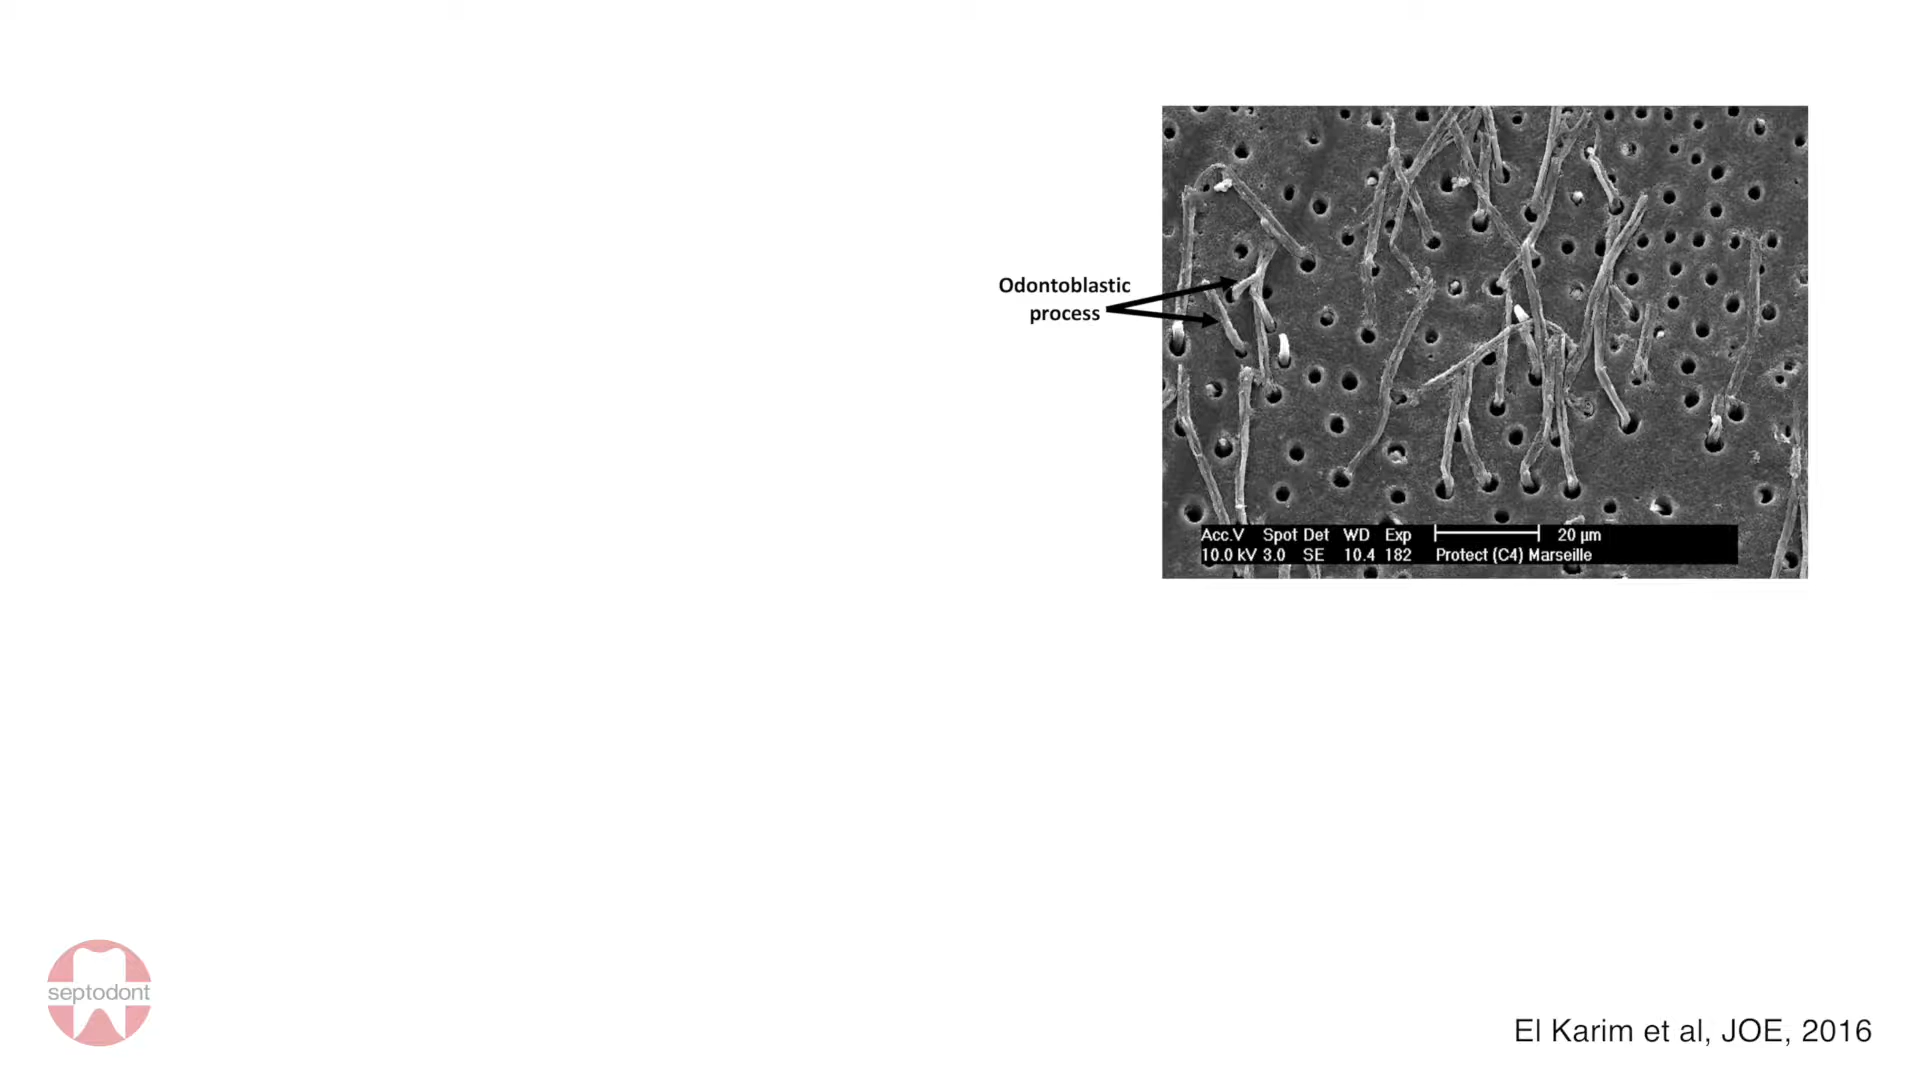 Odontoblastic
process
Acc.V Spot Det WD Exp 20 µm
10.0 kV 3.0 SE 10.4 182 Protect (C4) Marseille
septodont
El Karim et al, JOE, 2016